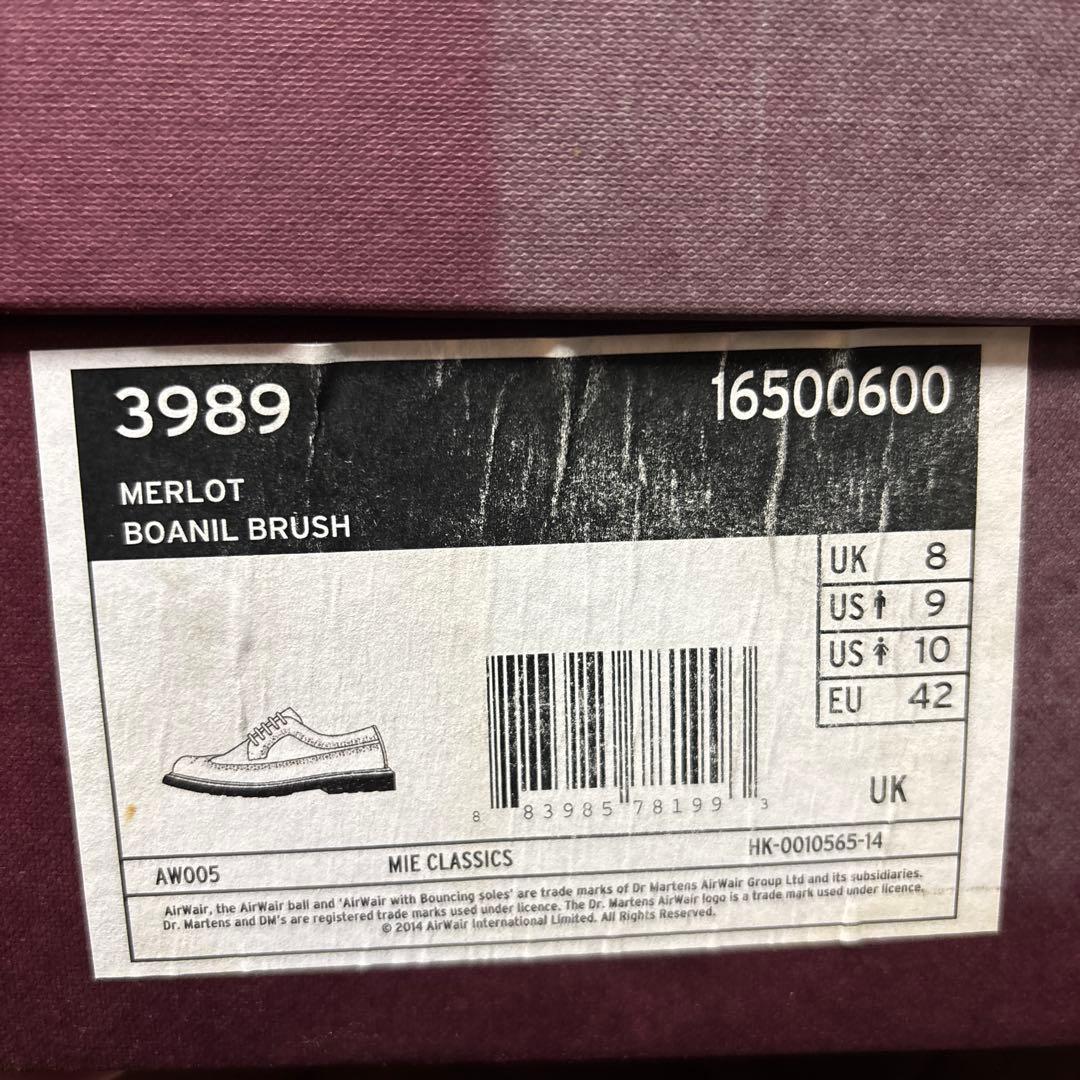 3989
16500600
MERLOT
BOANIL BRUSH
UK 8
US 9
US 10
EU 42
8 83985 78199 3
UK
AW005
MIE CLASSICS
HK-0010565-14
AirWair, the AirWair ball and 'AirWair with Bouncing soles' are trade marks of Dr Martens AirWair Group Ltd and its subsidiaries.
Dr. Martens and DM's are registered trade marks used under licence. The Dr. Martens AirWair logo is a trade mark used under licence.
© 2014 AirWair International Limited. All Rights Reserved.